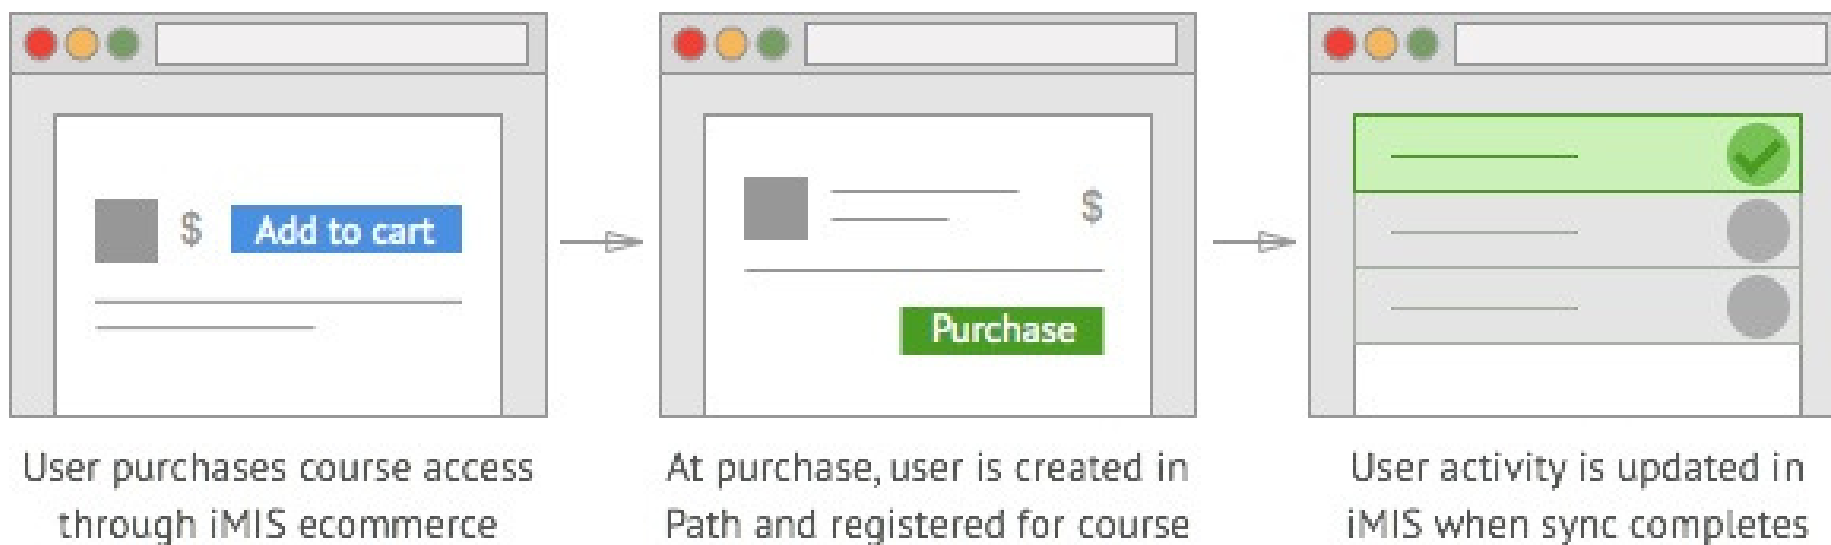 $ Add to cart
$
Purchase
User purchases course access
through iMIS ecommerce
At purchase, user is created in
Path and registered for course
User activity is updated in
iMIS when sync completes